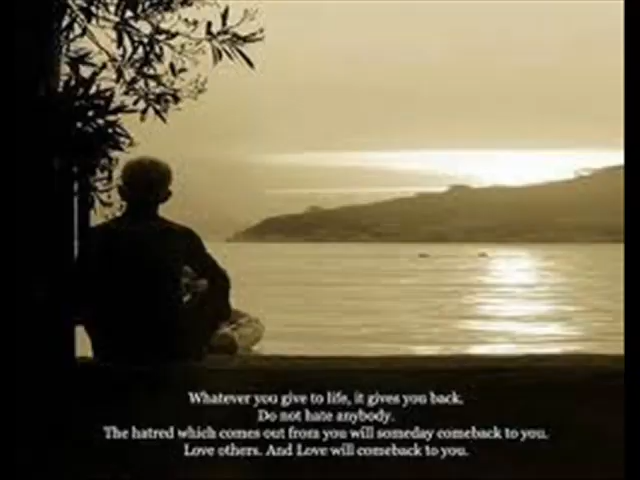 Whatever you give to life, it gives you back.
Do not hate anybody.
The hatred which comes out from you will someday comeback to you.
Love others. And Love will comeback to you.